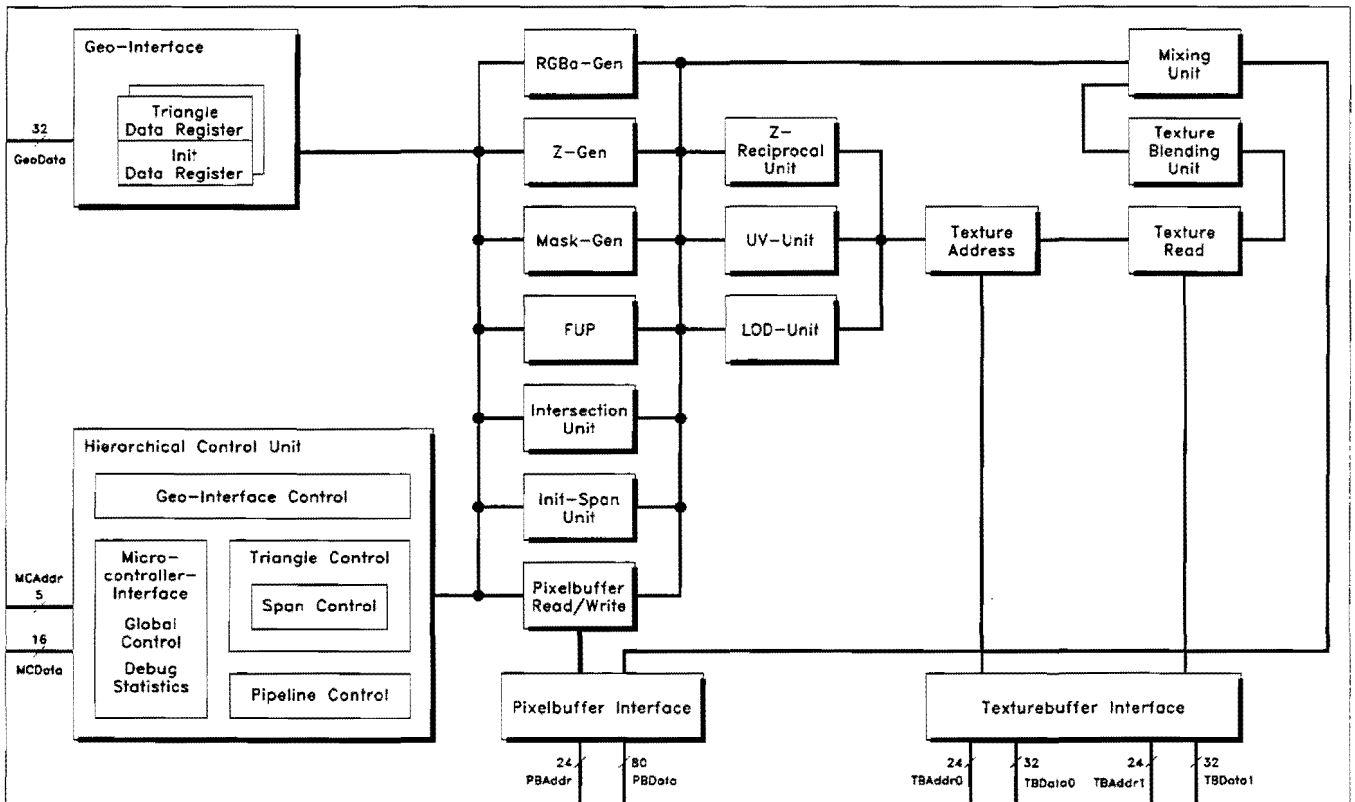 Geo-Interface
Triangle
Data Register
Init
Data Register
32
GeoData
RGBa-Gen
Z-Gen
Mask-Gen
FUP
Intersection
Unit
Init-Span
Unit
Pixelbuffer
Read/Write
Z-
Reciprocal
Unit
UV-Unit
LOD-Unit
Texture
Address
Mixing
Unit
Texture
Blending
Unit
Texture
Read
Hierarchical Control Unit
Geo-Interface Control
Micro-
controller-
Interface
Global
Control
Debug
Statistics
Triangle Control
Span Control
Pipeline Control
MCAddr
5
16
MCData
Pixelbuffer Interface
24
PBAddr
80
PBData
Texturebuffer Interface
24
TBAddr0
32
TBData0
24
TBAddr1
32
TBData1